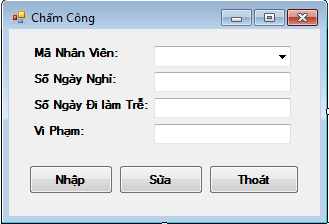 Chấm Công
Mã Nhân Viên:
Số Ngày Nghỉ:
Số Ngày Đi làm Trễ:
Vi Phạm:
Nhập Sửa Thoát